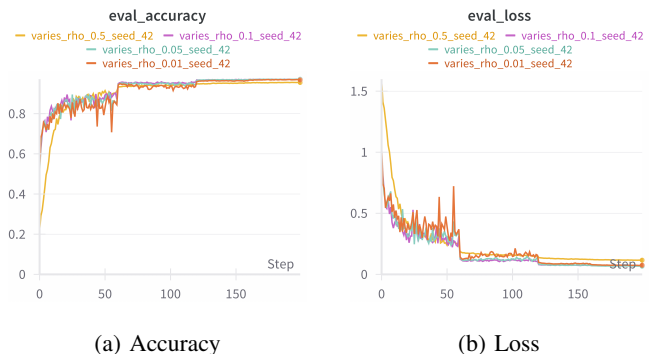 eval_accuracy
varies_rho_0.5_seed_42 varies_rho_0.1_seed_42
varies_rho_0.05_seed_42
varies_rho_0.01_seed_42
0.8
0.6
0.4
0.2
0
Step
0 50 100 150
(a) Accuracy
eval_loss
varies_rho_0.5_seed_42 varies_rho_0.1_seed_42
varies_rho_0.05_seed_42
varies_rho_0.01_seed_42
1.5
1
0.5
0
Step
0 50 100 150
(b) Loss